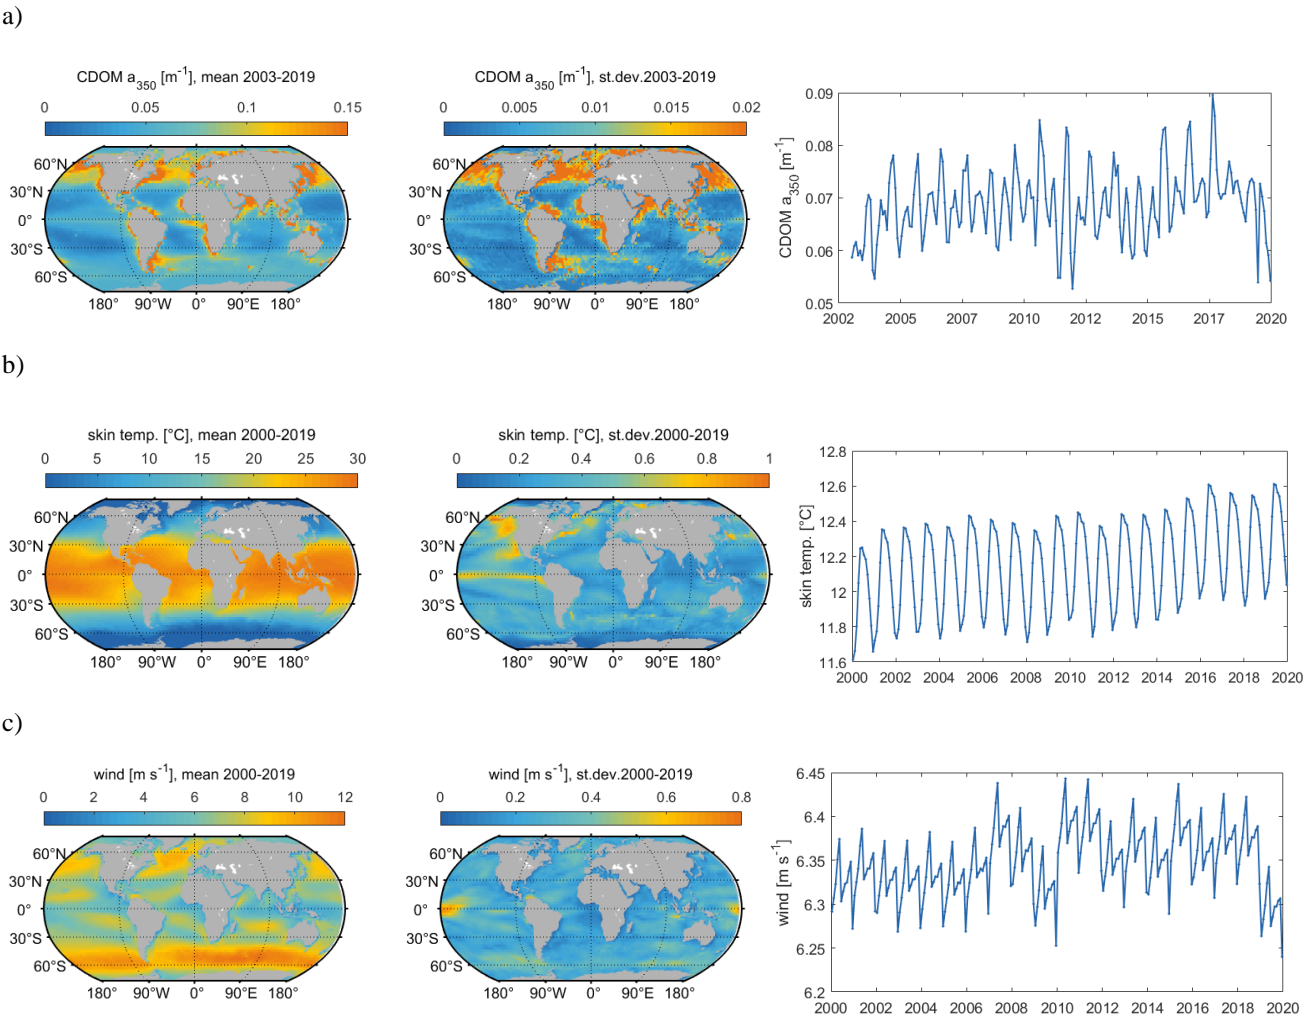 a)
CDOM a350 [m-1], mean 2003-2019
0 0.05 0.1 0.15
60°N
30°N
0°
30°S
60°S
180° 90°W 0° 90°E 180°
CDOM a350 [m-1], st.dev.2003-2019
0 0.005 0.01 0.015 0.02
60°N
30°N
0°
30°S
60°S
180° 90°W 0° 90°E 180°
CDOM a350 [m-1]
0.09
0.08
0.07
0.06
0.05
2002 2005 2007 2010 2012 2015 2017 2020
b)
skin temp. [°C], mean 2000-2019
0 5 10 15 20 25 30
60°N
30°N
0°
30°S
60°S
180° 90°W 0° 90°E 180°
skin temp. [°C], st.dev.2000-2019
0 0.2 0.4 0.6 0.8 1
60°N
30°N
0°
30°S
60°S
180° 90°W 0° 90°E 180°
skin temp. [°C]
12.8
12.6
12.4
12.2
12
11.8
11.6
2000 2002 2004 2006 2008 2010 2012 2014 2016 2018 2020
c)
wind [m s-1], mean 2000-2019
0 2 4 6 8 10 12
60°N
30°N
0°
30°S
60°S
180° 90°W 0° 90°E 180°
wind [m s-1], st.dev.2000-2019
0 0.2 0.4 0.6 0.8
60°N
30°N
0°
30°S
60°S
180° 90°W 0° 90°E 180°
wind [m s-1]
6.45
6.4
6.35
6.3
6.25
6.2
2000 2002 2004 2006 2008 2010 2012 2014 2016 2018 2020